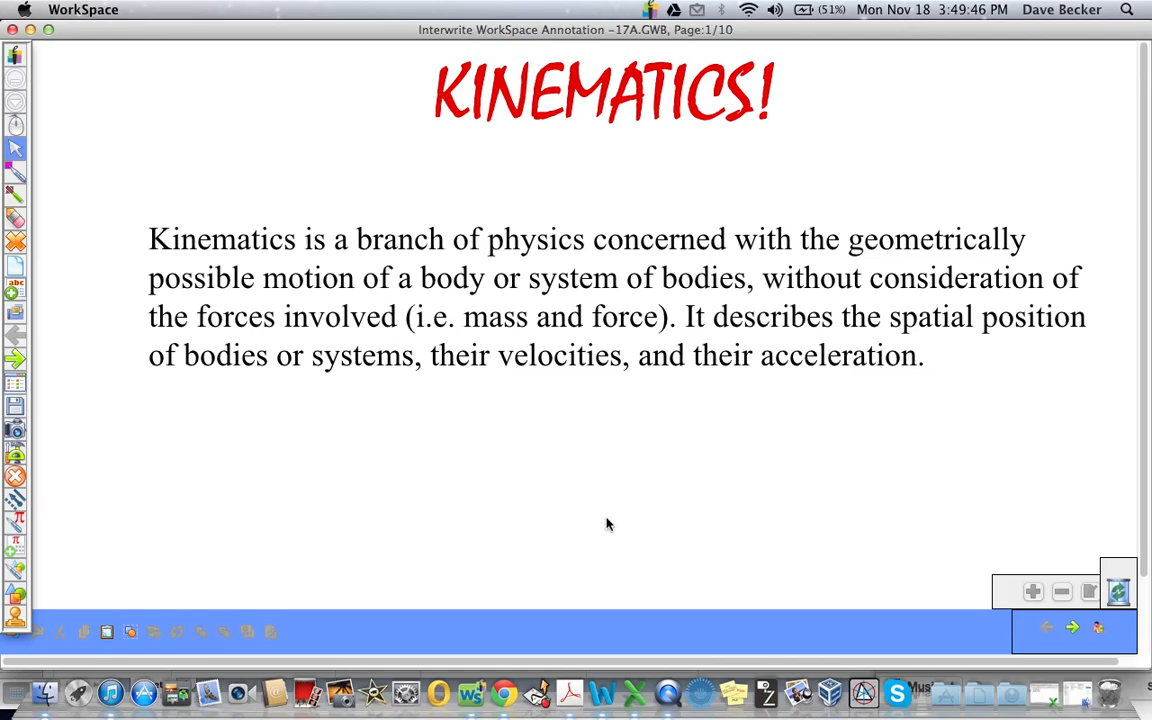 WorkSpace (51%) Mon Nov 18 3:49:46 PM Dave Becker
Interwrite WorkSpace Annotation -17A.GWB, Page:1/10
KINEMATICS!
Kinematics is a branch of physics concerned with the geometrically
possible motion of a body or system of bodies, without consideration of
the forces involved (i.e. mass and force). It describes the spatial position
of bodies or systems, their velocities, and their acceleration.